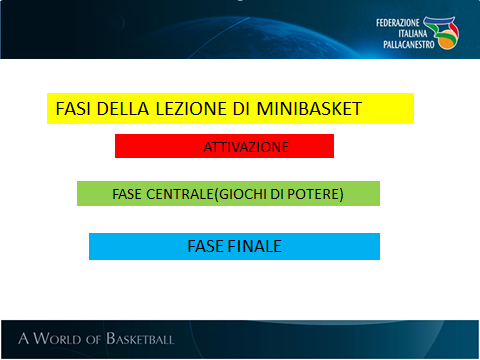 FEDERAZIONE
ITALIANA
PALLACANESTRO
FASI DELLA LEZIONE DI MINIBASKET
ATTIVAZIONE
FASE CENTRALE(GIOCHI DI POTERE)
FASE FINALE
A WORLD OF BASKETBALL